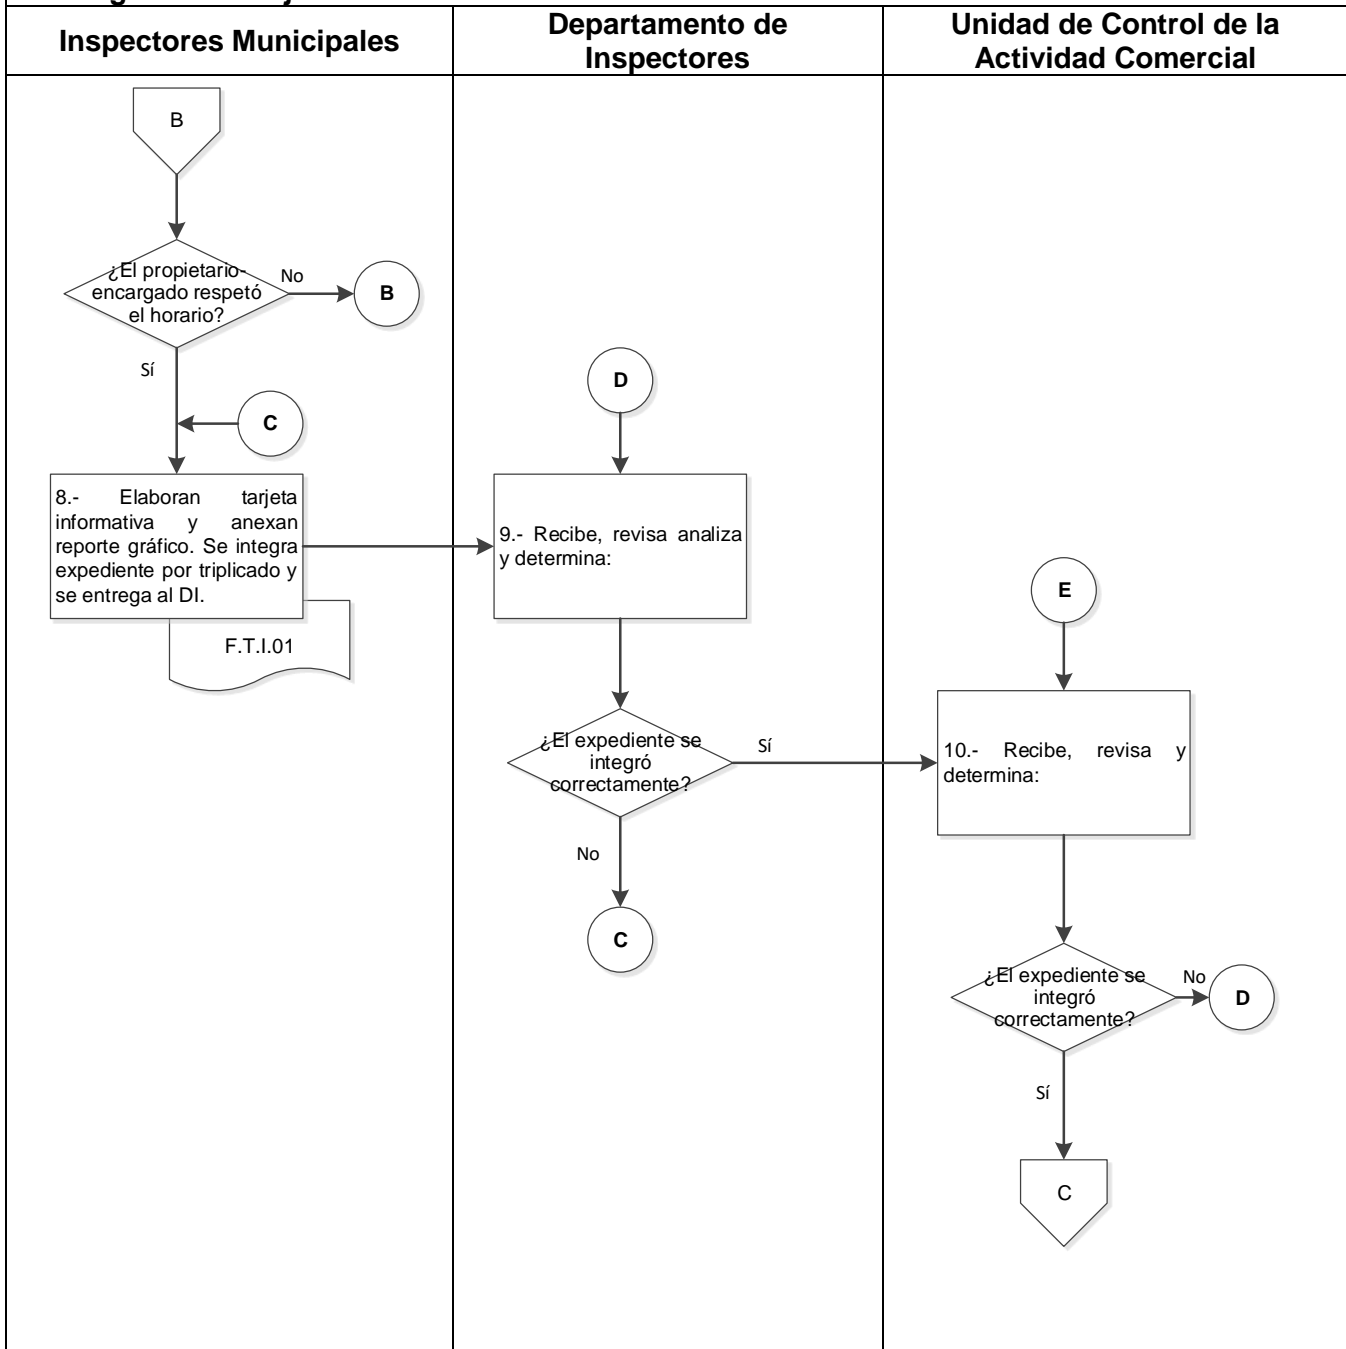 Inspectores Municipales
Departamento de
Inspectores
Unidad de Control de la
Actividad Comercial
B
¿El propietario-
encargado respetó
el horario?
No
B
Sí
C
8.- Elaboran tarjeta
informativa y anexan
reporte gráfico. Se integra
expediente por triplicado y
se entrega al DI.
F.T.I.01
D
9.- Recibe, revisa analiza
y determina:
¿El expediente se
integró
correctamente?
Sí
No
C
E
10.- Recibe, revisa y
determina:
¿El expediente se
integró
correctamente?
No
D
Sí
C